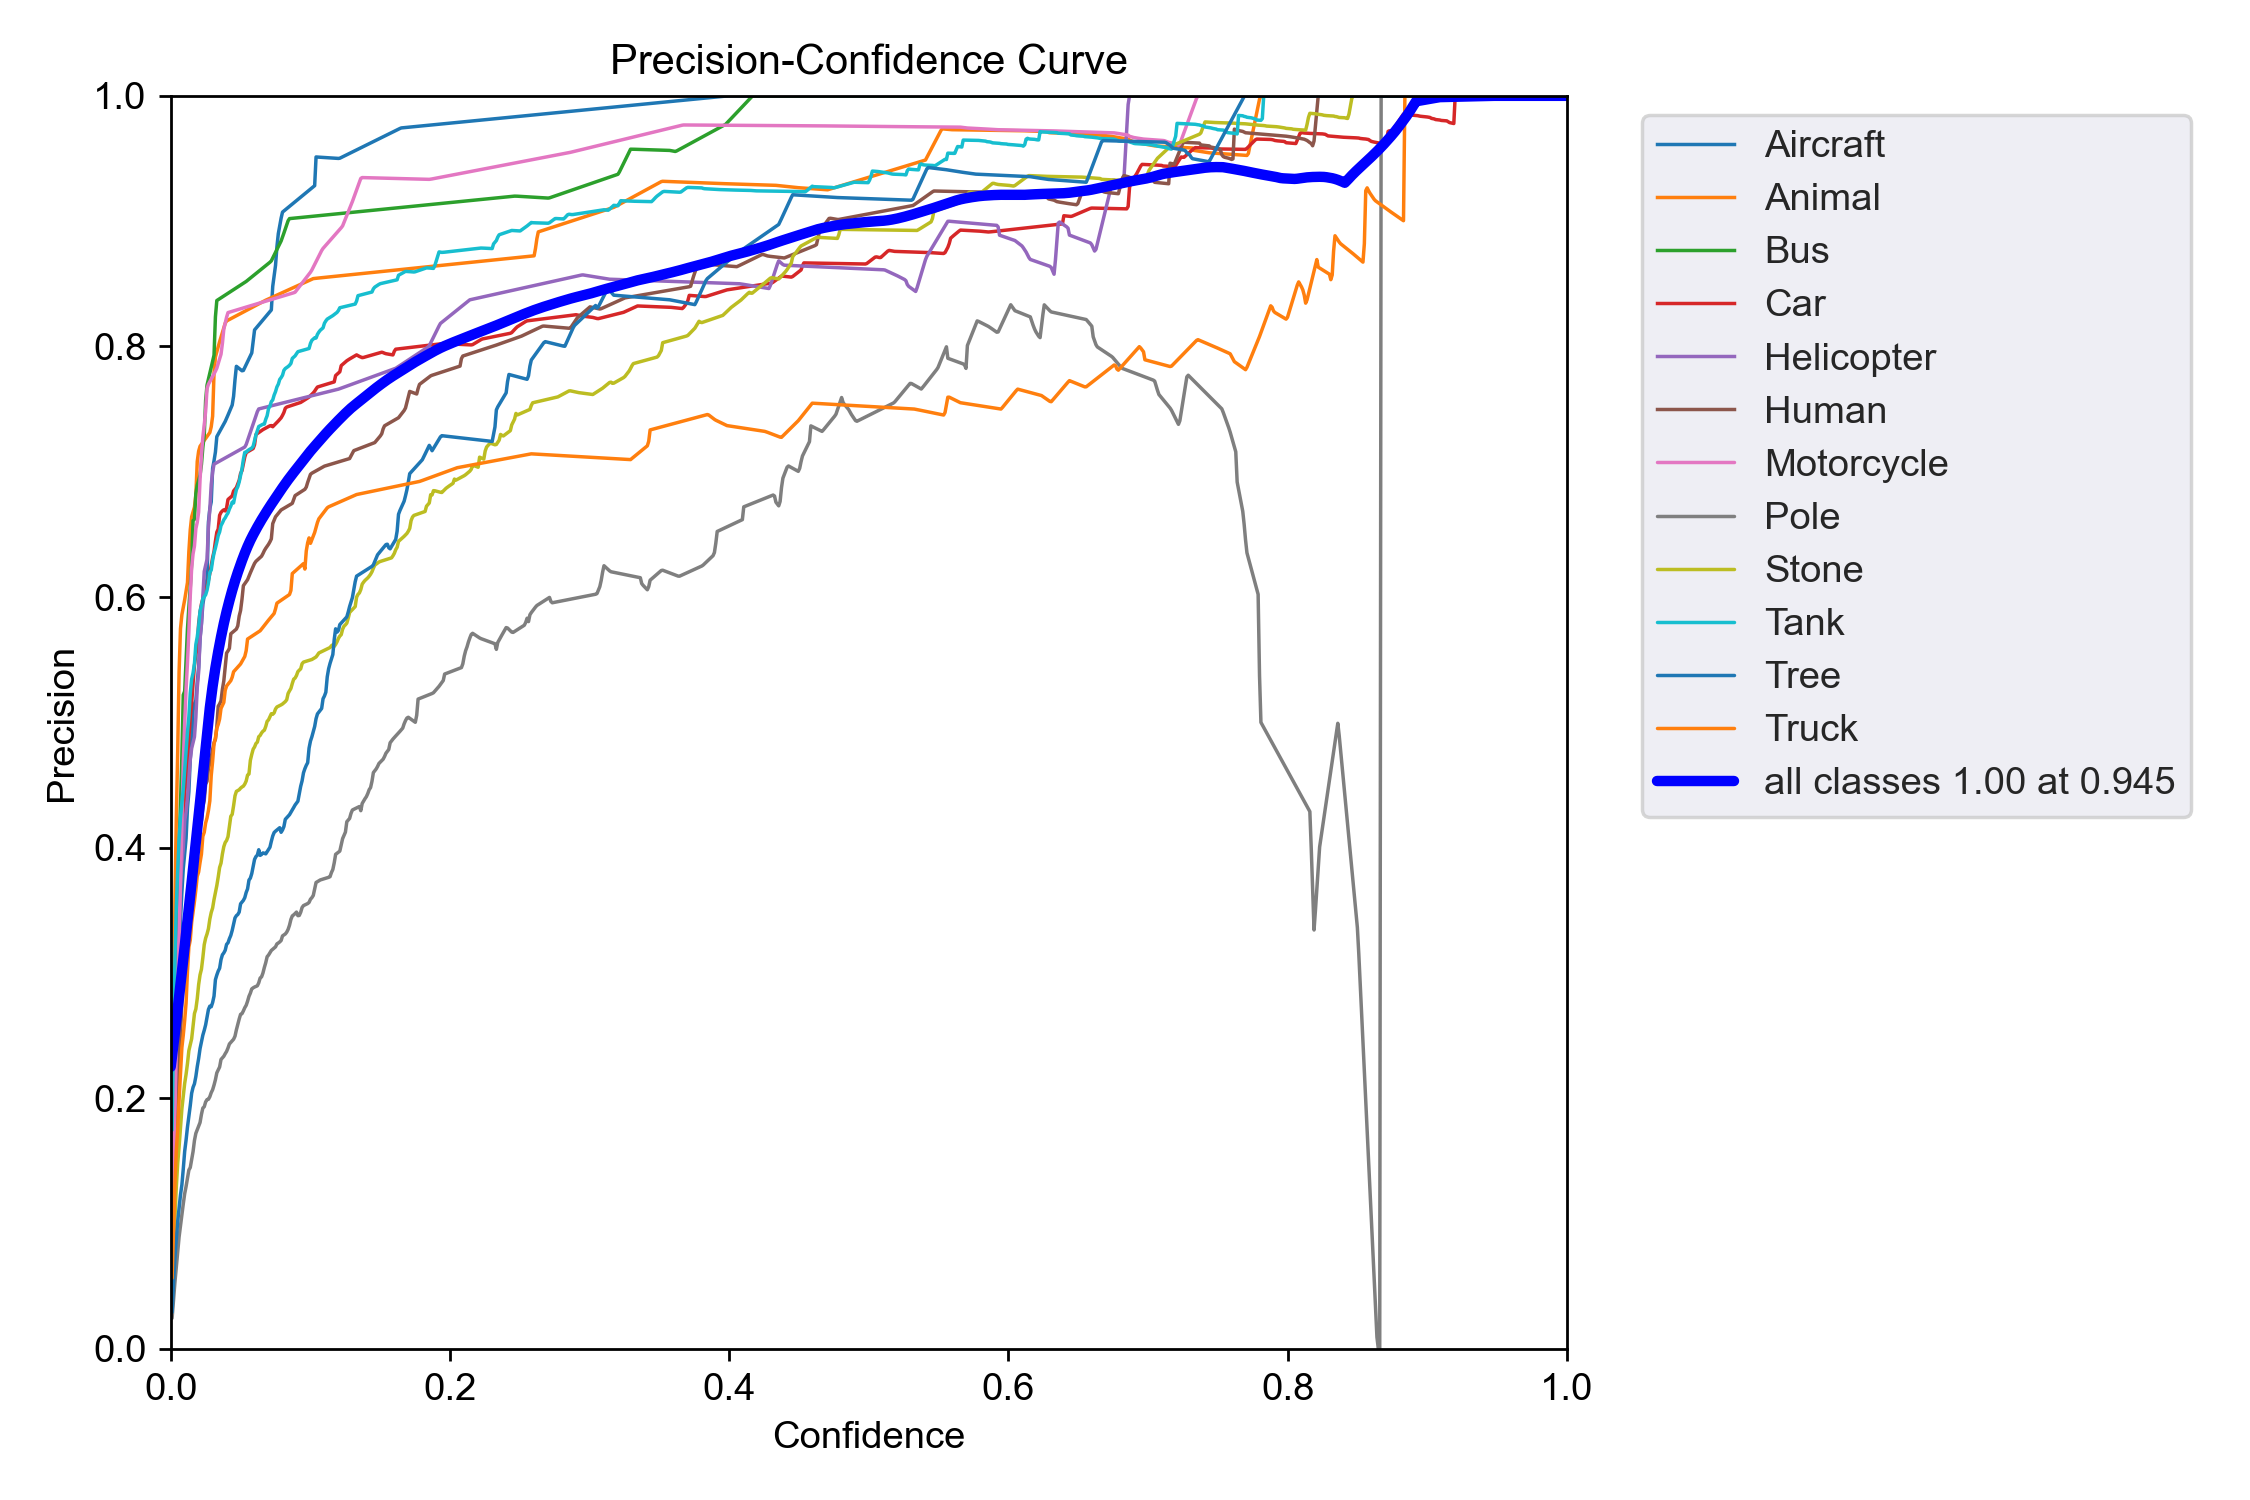 Precision-Confidence Curve
1.0
0.8
0.6
0.4
0.2
0.0
Precision
0.0 0.2 0.4 0.6 0.8 1.0
Confidence
Aircraft
Animal
Bus
Car
Helicopter
Human
Motorcycle
Pole
Stone
Tank
Tree
Truck
all classes 1.00 at 0.945